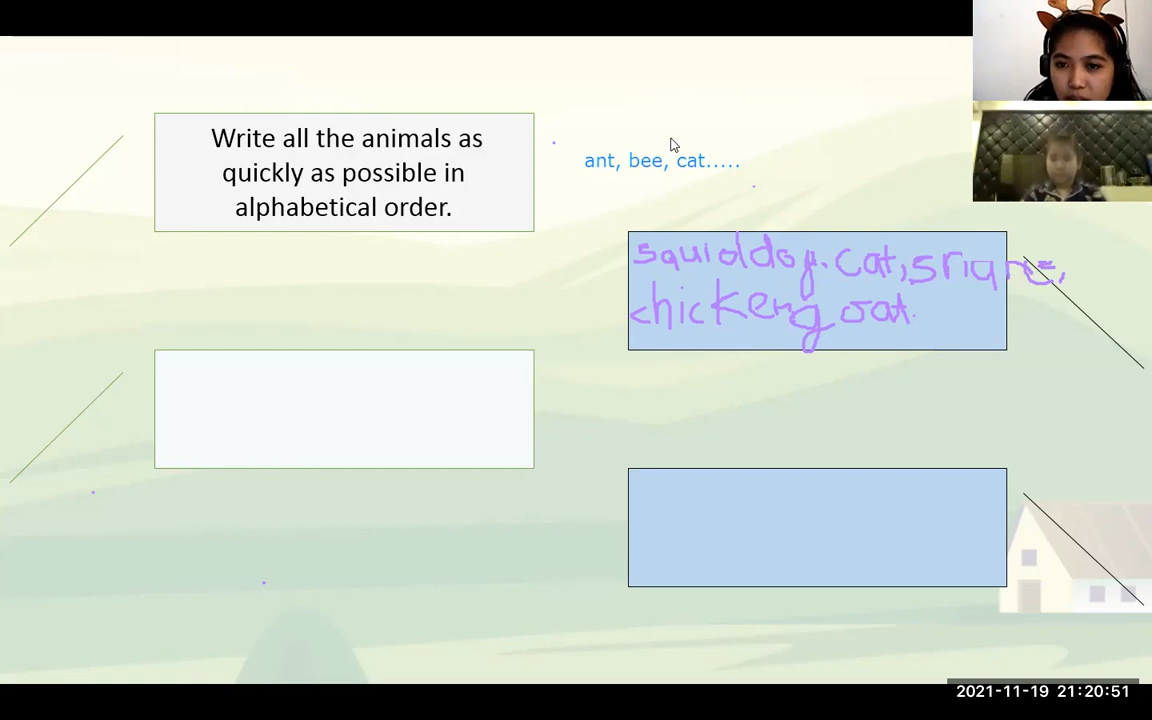 Write all the animals as
quickly as possible in
alphabetical order.
ant, bee, cat.....
squid dog. cat,
chicken goat.
2021-11-19 21:20:51